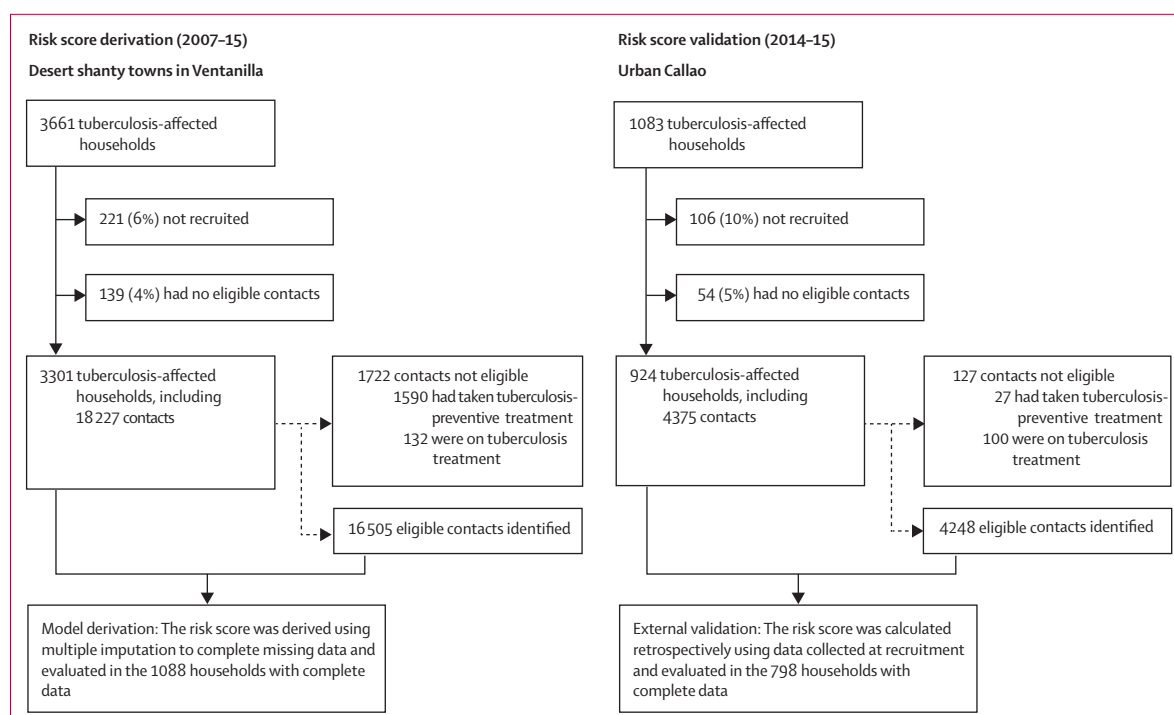 Risk score derivation (2007–15)
Desert shanty towns in Ventanilla
3661 tuberculosis-affected
households
221 (6%) not recruited
139 (4%) had no eligible contacts
3301 tuberculosis-affected
households, including
18 227 contacts
1722 contacts not eligible
1590 had taken tuberculosis-
preventive treatment
132 were on tuberculosis
treatment
16 505 eligible contacts identified
Model derivation: The risk score was derived using
multiple imputation to complete missing data and
evaluated in the 1088 households with complete
data
Risk score validation (2014–15)
Urban Callao
1083 tuberculosis-affected
households
106 (10%) not recruited
54 (5%) had no eligible contacts
924 tuberculosis-affected
households, including
4375 contacts
127 contacts not eligible
27 had taken tuberculosis-
preventive treatment
100 were on tuberculosis
treatment
4248 eligible contacts identified
External validation: The risk score was calculated
retrospectively using data collected at recruitment
and evaluated in the 798 households with
complete data